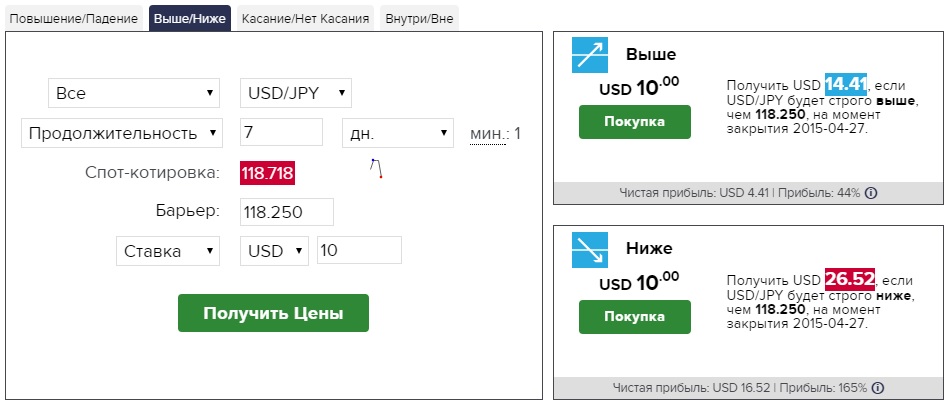 Повышение/Падение
Выше/Ниже
Касание/Нет Касания
Внутри/Вне
Все
USD/JPY
Продолжительность
7
дн.
мин.: 1
Спот-котировка:
118.718
Барьер:
118.250
Ставка
USD
10
Получить Цены
Выше
USD 10.00
Покупка
Получить USD 14.41, если
USD/JPY будет строго выше,
чем 118.250, на момент
закрытия 2015-04-27.
Чистая прибыль: USD 4.41 | Прибыль: 44%
Ниже
USD 10.00
Покупка
Получить USD 26.52, если
USD/JPY будет строго ниже,
чем 118.250, на момент
закрытия 2015-04-27.
Чистая прибыль: USD 16.52 | Прибыль: 165%